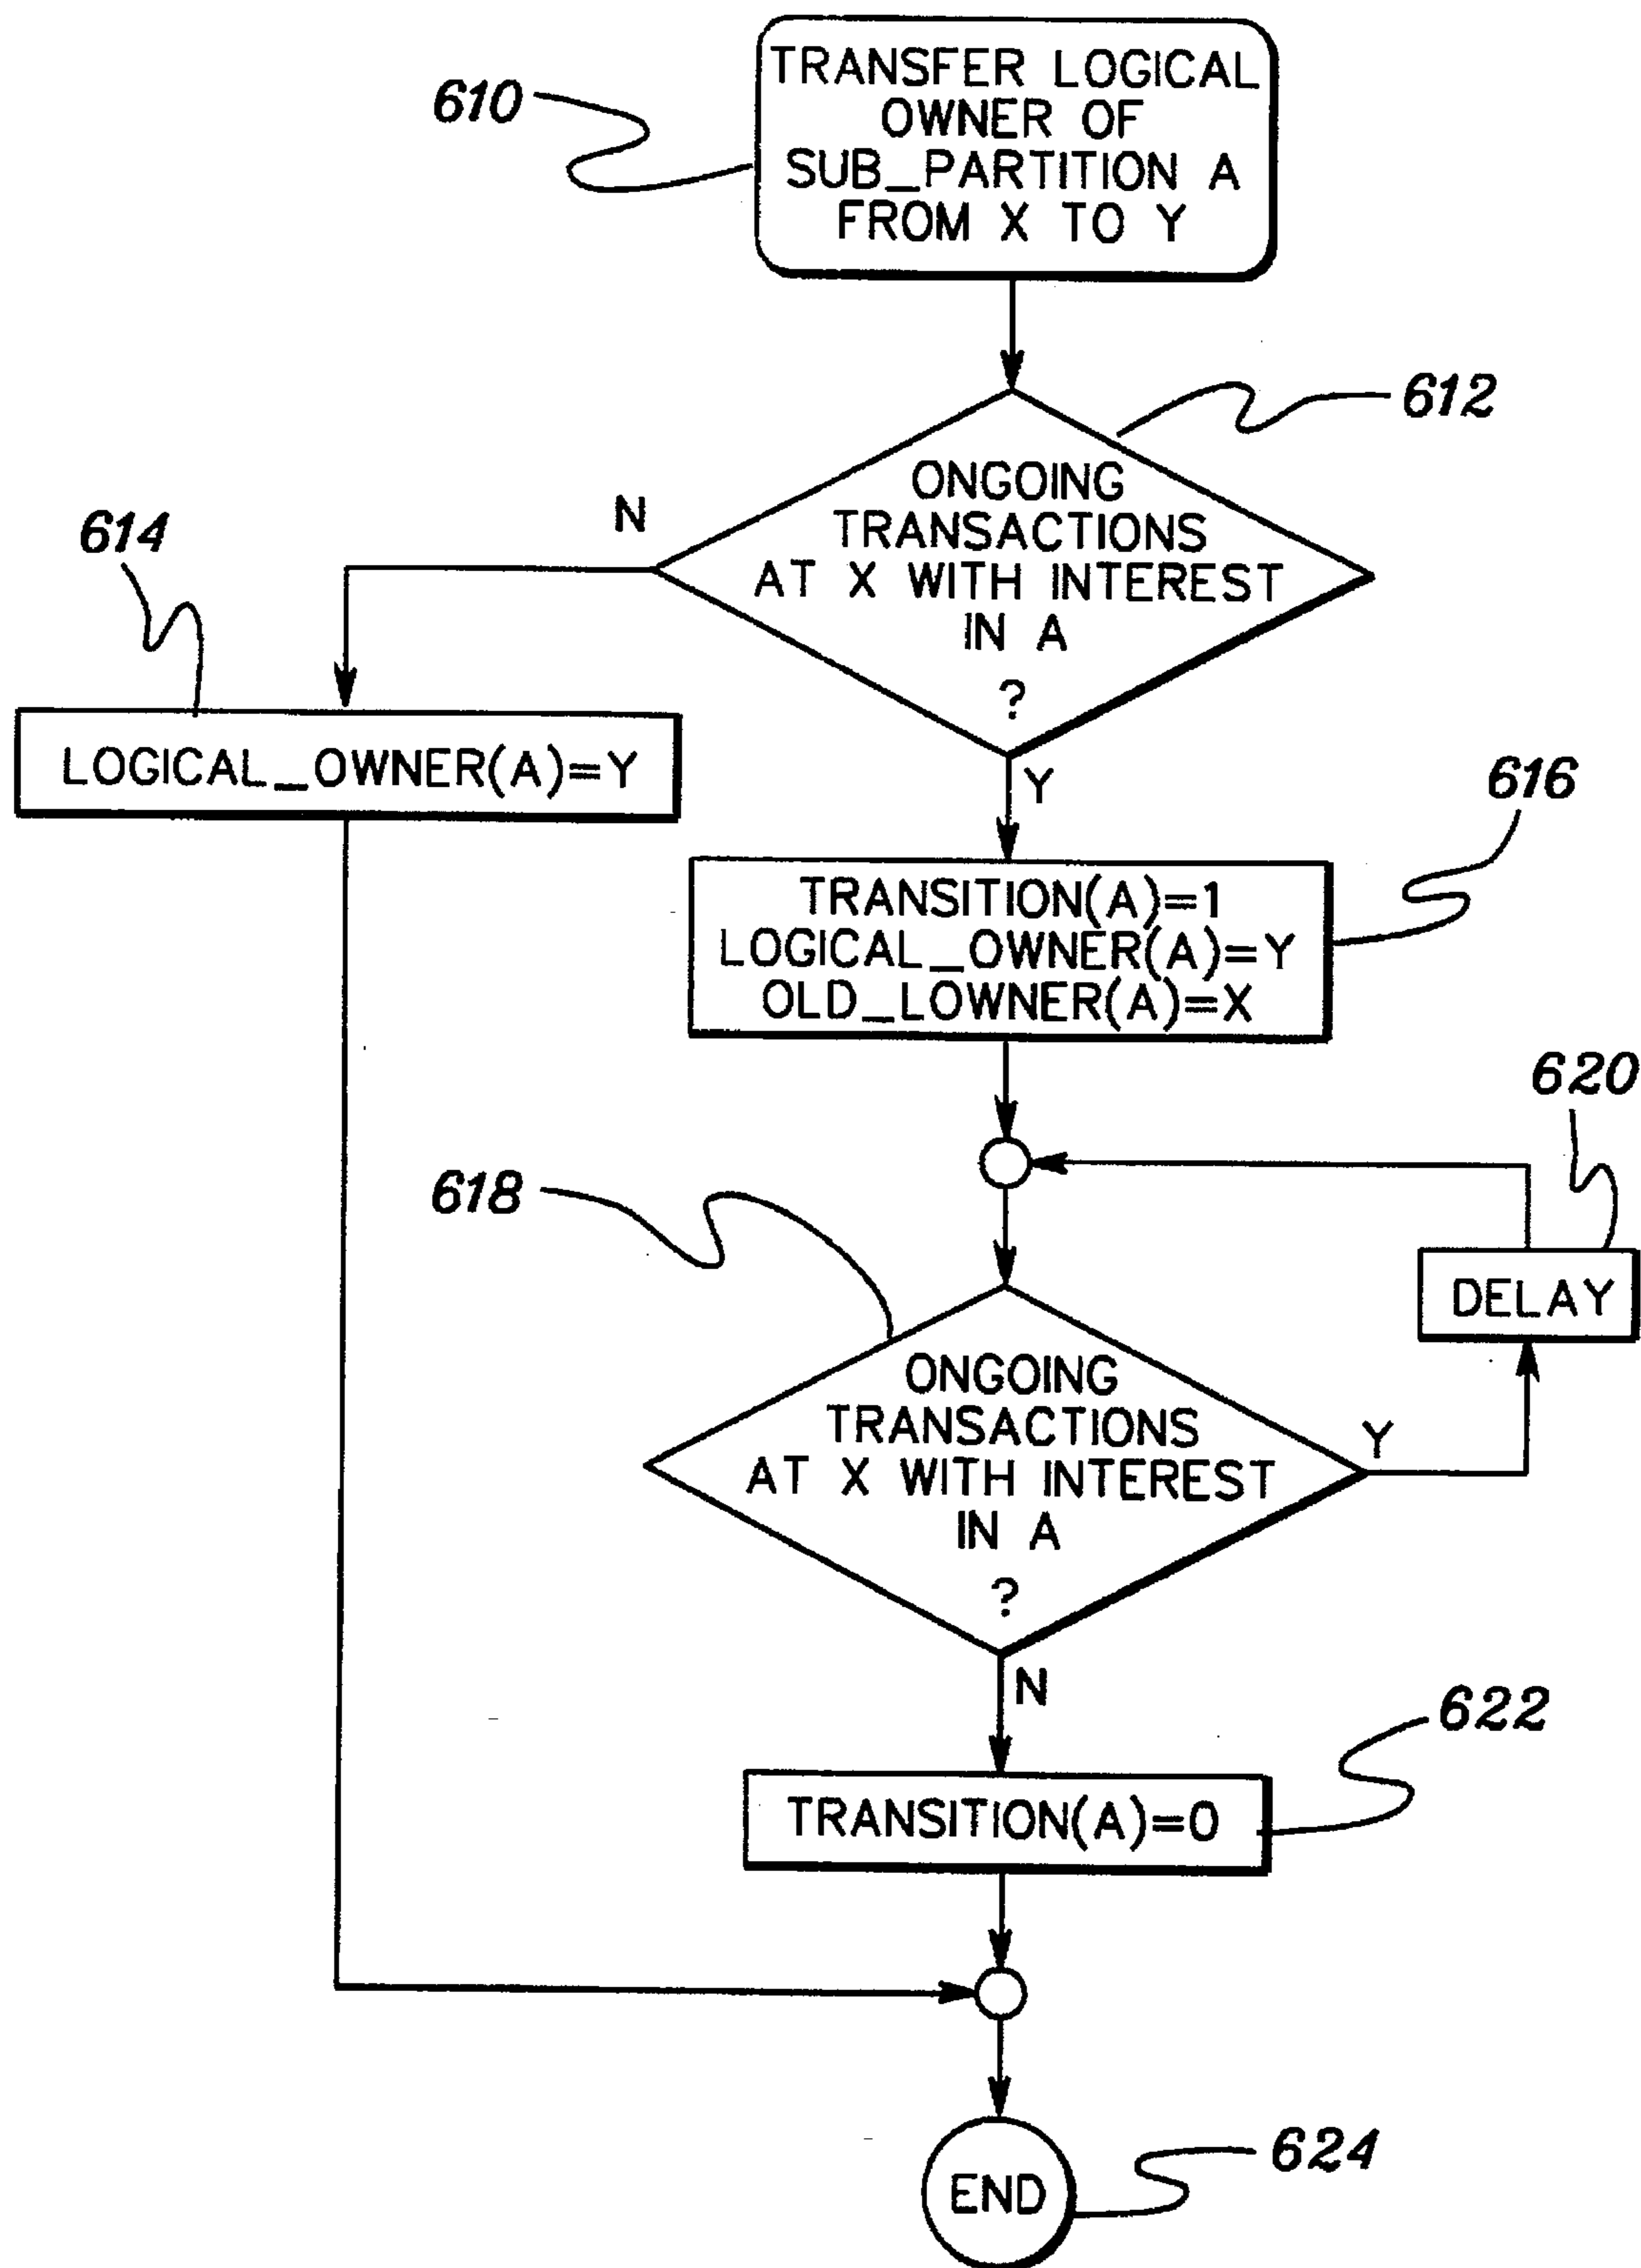 610
TRANSFER LOGICAL
OWNER OF
SUB_PARTITION A
FROM X TO Y
612
ONGOING
TRANSACTIONS
AT X WITH INTEREST
IN A
?
N
614
LOGICAL_OWNER(A)=Y
Y
616
TRANSITION(A)=1
LOGICAL_OWNER(A)=Y
OLD_LOWNER(A)=X
620
DELAY
618
ONGOING
TRANSACTIONS
AT X WITH INTEREST
IN A
?
Y
N
622
TRANSITION(A)=0
END
624